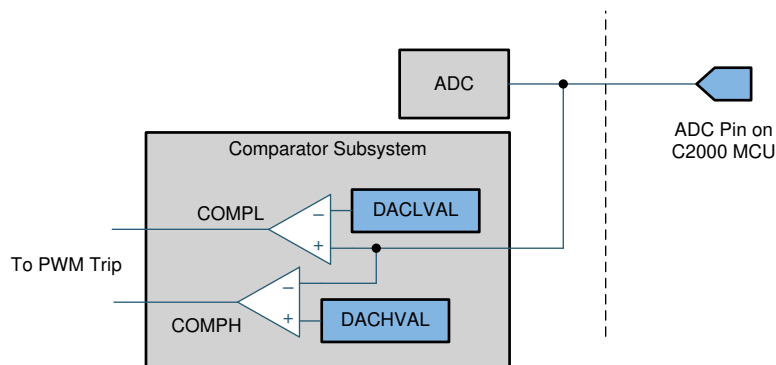 ADC
ADC Pin on
C2000 MCU
Comparator Subsystem
COMPL
−
DACLVAL
+
To PWM Trip
−
COMPH
+
DACHVAL